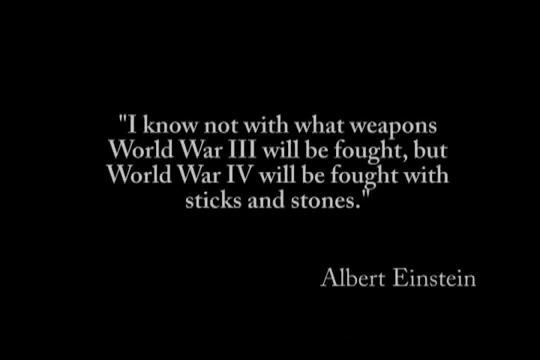 "I know not with what weapons
World War III will be fought, but
World War IV will be fought with
sticks and stones."
Albert Einstein